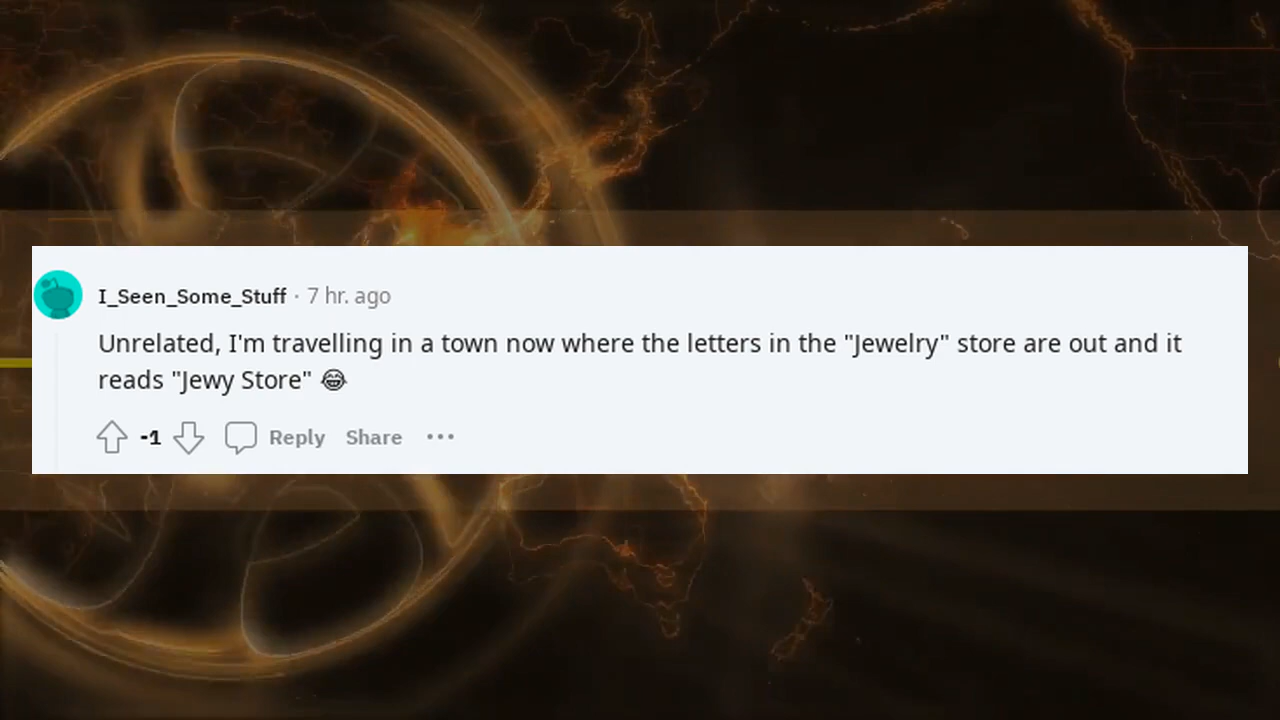 I_Seen_Some_Stuff · 7 hr. ago
Unrelated, I'm travelling in a town now where the letters in the "Jewelry" store are out and it
reads "Jewy Store" 😂
-1 Reply Share •••